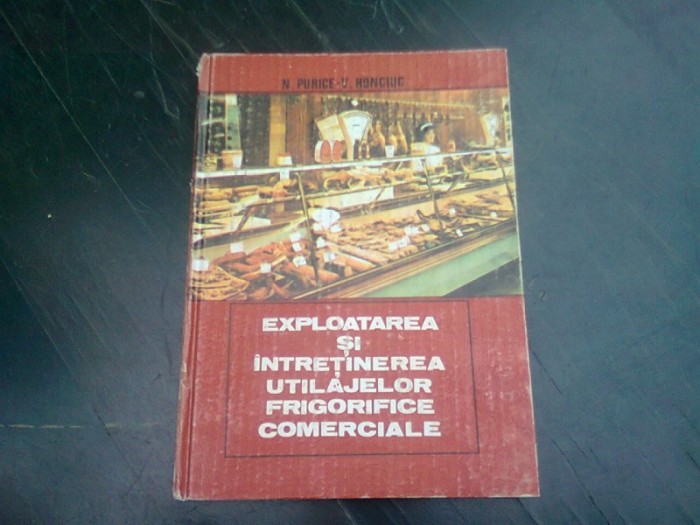 N. PURICE-V. HONCIUC
EXPLOATAREA
ȘI
ÎNTREȚINEREA
UTILAJELOR
FRIGORIFICE
COMERCIALE